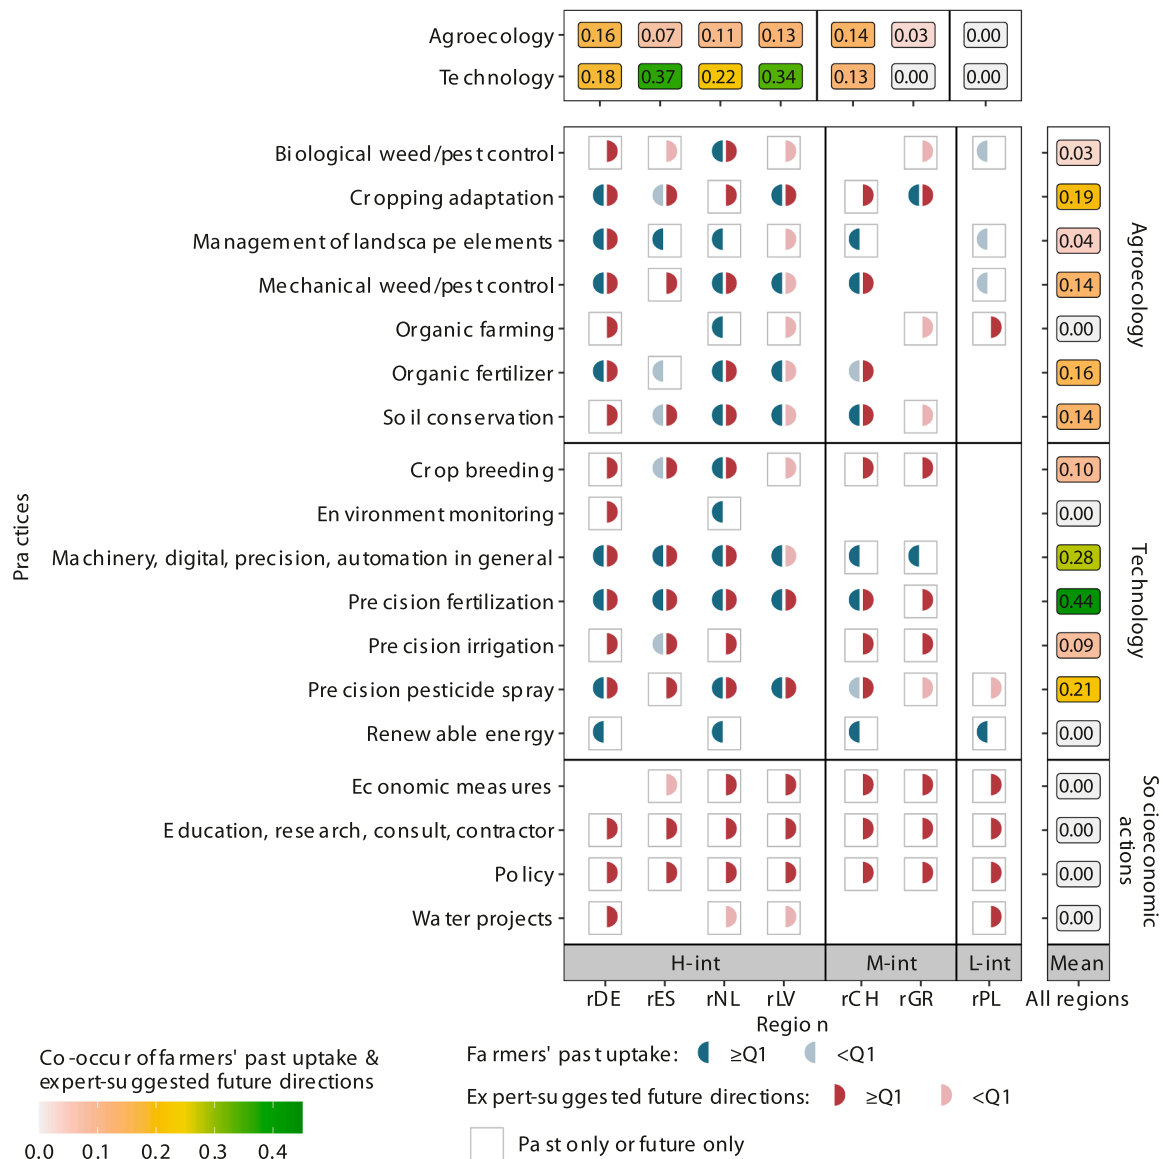 Agroecology 0.16 0.07 0.11 0.13 0.14 0.03 0.00
Technology 0.18 0.37 0.22 0.34 0.13 0.00 0.00
Biological weed/pest control 0.03
Cropping adaptation 0.19
Management of landscape elements 0.04
Mechanical weed/pest control 0.14
Organic farming 0.00
Organic fertilizer 0.16
Soil conservation 0.14
Agroecology
Crop breeding 0.10
Environment monitoring 0.00
Machinery, digital, precision, automation in general 0.28
Precision fertilization 0.44
Precision irrigation 0.09
Precision pesticide spray 0.21
Renewable energy 0.00
Technology
Practices
Economic measures 0.00
Education, research, consult, contractor 0.00
Policy 0.00
Water projects 0.00
Socioeconomic
actions
H-int M-int L-int Mean
rDE rES rNL rLV rCH rGR rPL All regions
Region
Co-occur of farmers' past uptake &
expert-suggested future directions
0.0 0.1 0.2 0.3 0.4
Farmers' past uptake: ≥Q1 <Q1
Expert-suggested future directions: ≥Q1 <Q1
Past only or future only